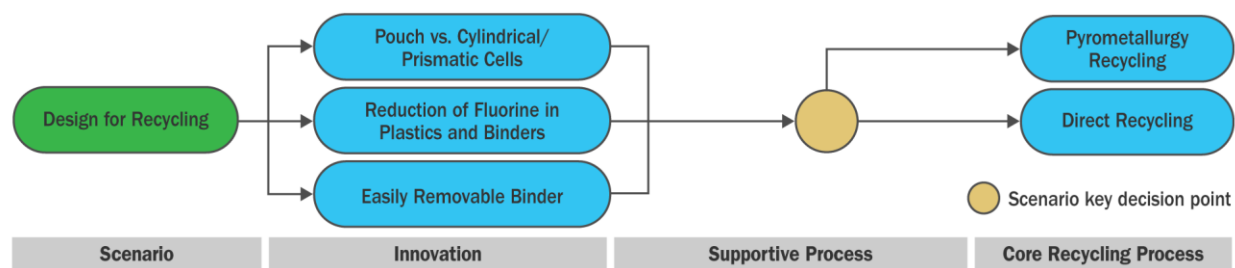 Pouch vs. Cylindrical/
Prismatic Cells
Pyrometallurgy
Recycling
Design for Recycling
Reduction of Fluorine in
Plastics and Binders
Direct Recycling
Easily Removable Binder
Scenario key decision point
Scenario
Innovation
Supportive Process
Core Recycling Process